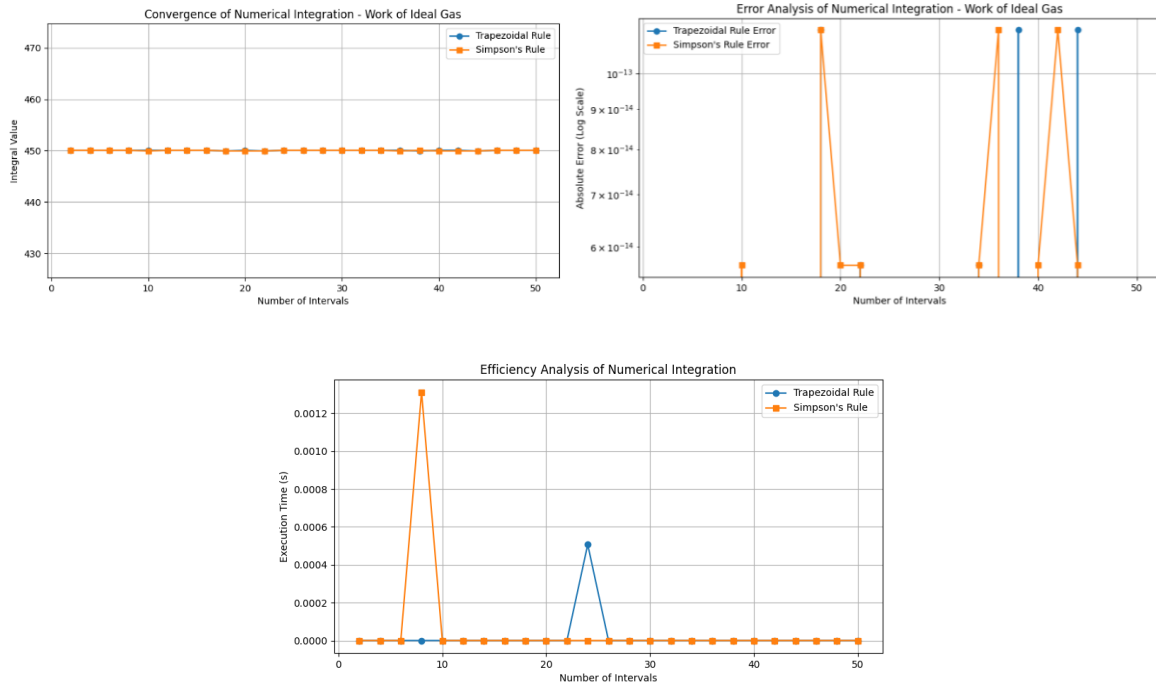 Convergence of Numerical Integration - Work of Ideal Gas
Trapezoidal Rule
Simpson's Rule
Integral Value
470
460
450
440
430
0
10
20
30
40
50
Number of Intervals
Error Analysis of Numerical Integration - Work of Ideal Gas
Trapezoidal Rule Error
Simpson's Rule Error
Absolute Error (Log Scale)
10⁻¹³
9 × 10⁻¹⁴
8 × 10⁻¹⁴
7 × 10⁻¹⁴
6 × 10⁻¹⁴
0
10
20
30
40
50
Number of Intervals
Efficiency Analysis of Numerical Integration
Trapezoidal Rule
Simpson's Rule
Execution Time (s)
0.0012
0.0010
0.0008
0.0006
0.0004
0.0002
0.0000
0
10
20
30
40
50
Number of Intervals